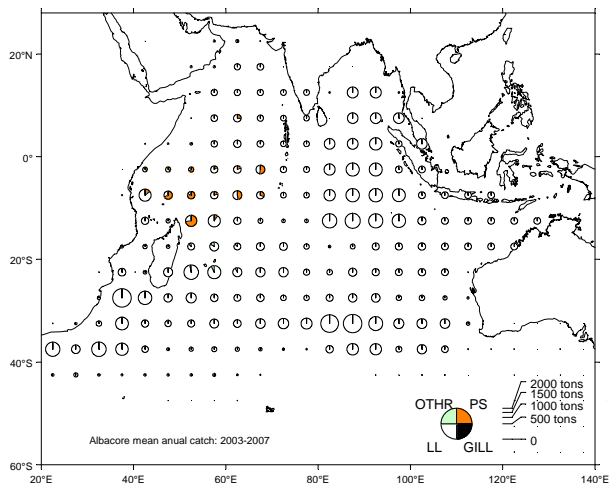 20°N
0°
20°S
40°S
60°S
20°E 40°E 60°E 80°E 100°E 120°E 140°E
Albacore mean anual catch: 2003-2007
OTHR PS
LL GILL
2000 tons
1500 tons
1000 tons
500 tons
0